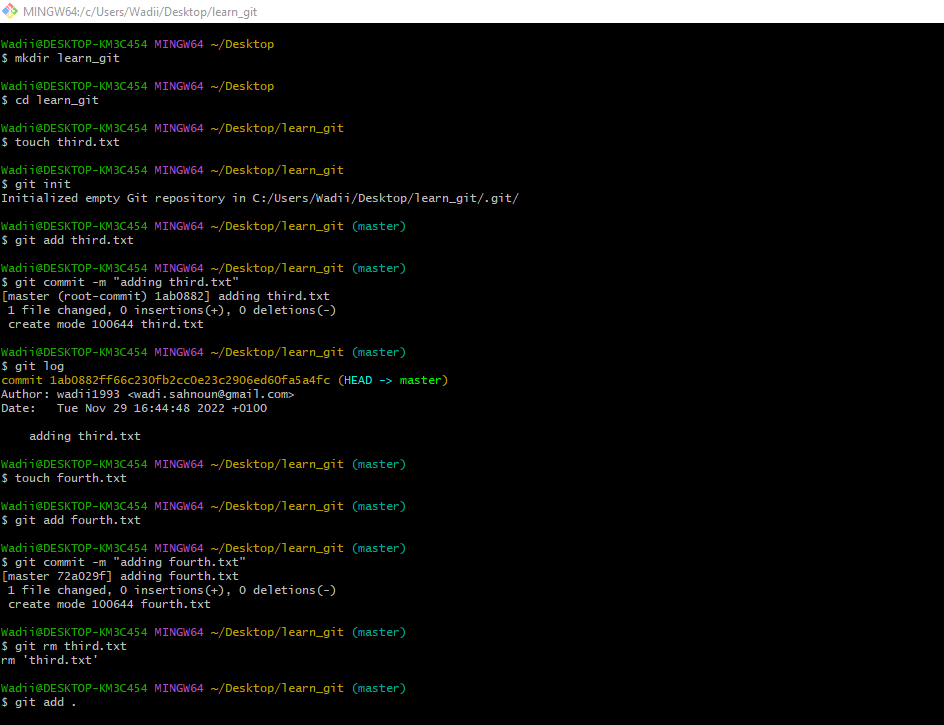 MINGW64:/c/Users/Wadii/Desktop/learn_git
Wadii@DESKTOP-KM3C454 MINGW64 ~/Desktop
$ mkdir learn_git
Wadii@DESKTOP-KM3C454 MINGW64 ~/Desktop
$ cd learn_git
Wadii@DESKTOP-KM3C454 MINGW64 ~/Desktop/learn_git
$ touch third.txt
Wadii@DESKTOP-KM3C454 MINGW64 ~/Desktop/learn_git
$ git init
Initialized empty Git repository in C:/Users/Wadii/Desktop/learn_git/.git/
Wadii@DESKTOP-KM3C454 MINGW64 ~/Desktop/learn_git (master)
$ git add third.txt
Wadii@DESKTOP-KM3C454 MINGW64 ~/Desktop/learn_git (master)
$ git commit -m "adding third.txt"
[master (root-commit) 1ab0882] adding third.txt
 1 file changed, 0 insertions(+), 0 deletions(-)
 create mode 100644 third.txt
Wadii@DESKTOP-KM3C454 MINGW64 ~/Desktop/learn_git (master)
$ git log
commit 1ab0882ff66c230fb2cc0e23c2906ed60fa5a4fc (HEAD -> master)
Author: wadii1993 <wadi.sahnoun@gmail.com>
Date:   Tue Nov 29 16:44:48 2022 +0100
    adding third.txt
Wadii@DESKTOP-KM3C454 MINGW64 ~/Desktop/learn_git (master)
$ touch fourth.txt
Wadii@DESKTOP-KM3C454 MINGW64 ~/Desktop/learn_git (master)
$ git add fourth.txt
Wadii@DESKTOP-KM3C454 MINGW64 ~/Desktop/learn_git (master)
$ git commit -m "adding fourth.txt"
[master 72a029f] adding fourth.txt
 1 file changed, 0 insertions(+), 0 deletions(-)
 create mode 100644 fourth.txt
Wadii@DESKTOP-KM3C454 MINGW64 ~/Desktop/learn_git (master)
$ git rm third.txt
rm 'third.txt'
Wadii@DESKTOP-KM3C454 MINGW64 ~/Desktop/learn_git (master)
$ git add .